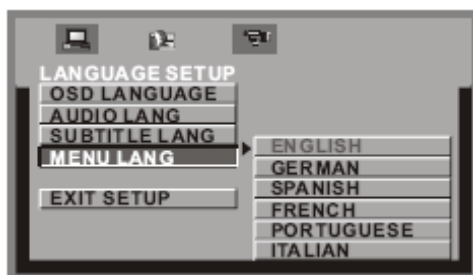 LANGUAGE SETUP
OSD LANGUAGE
AUDIO LANG
SUBTITLE LANG
MENU LANG
EXIT SETUP
ENGLISH
GERMAN
SPANISH
FRENCH
PORTUGUESE
ITALIAN